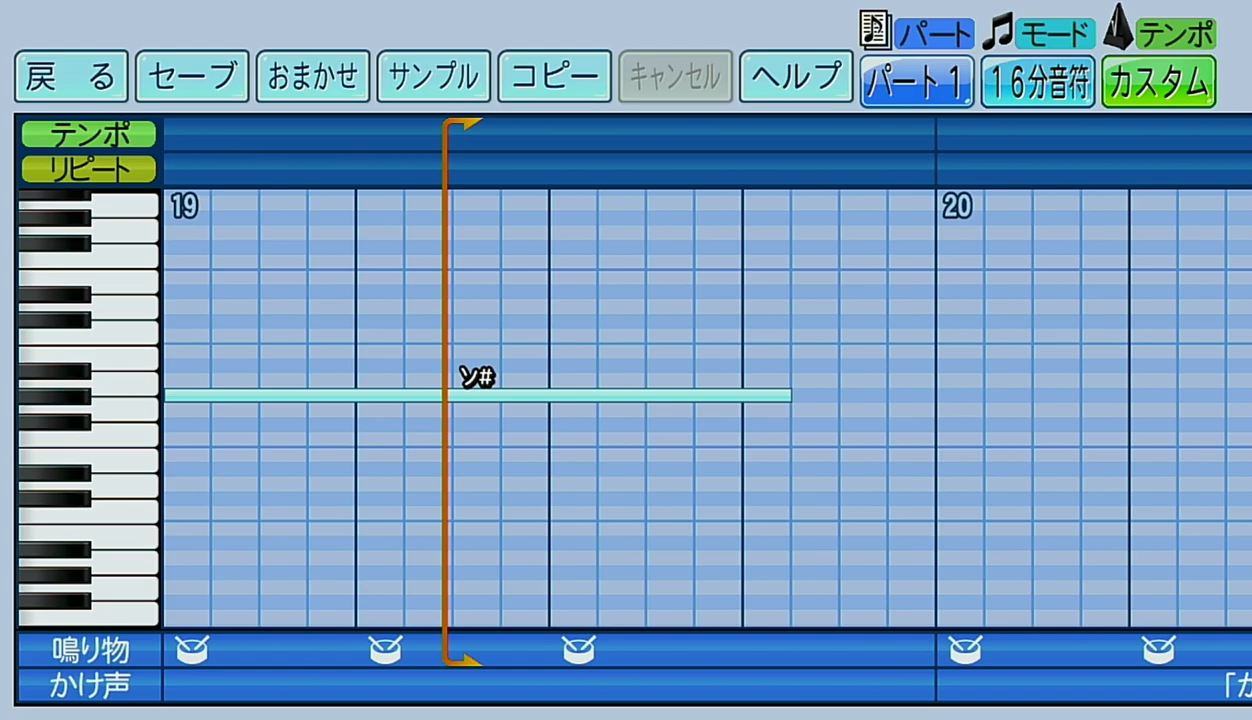 パート モード テンポ
戻る セーブ おまかせ サンプル コピー キャンセル ヘルプ パート1 16分音符 カスタム
テンポ
リピート
19 20
ソ#
鳴り物
かけ声 「か